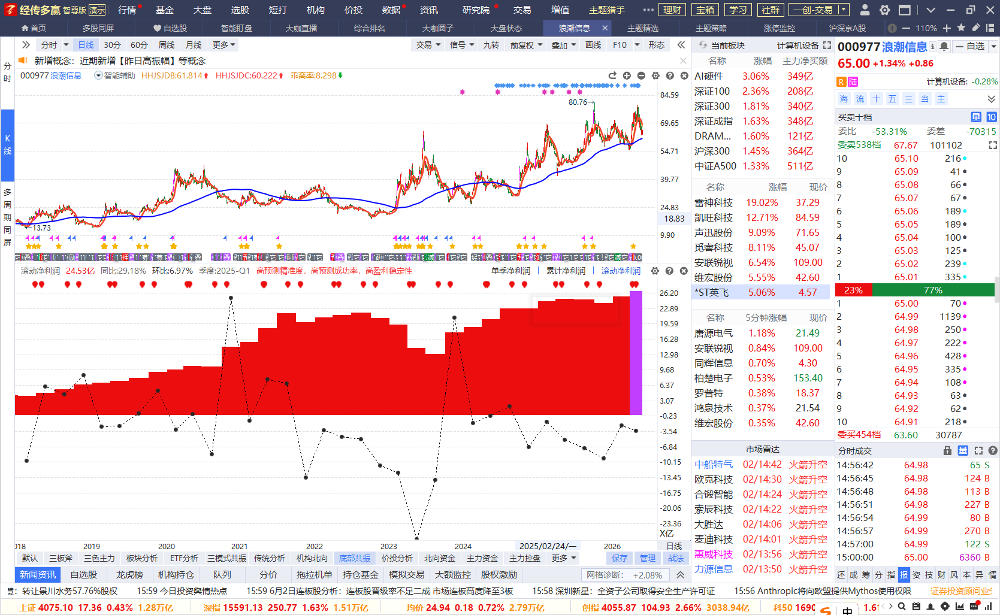 经传多赢 智尊版 演示 行情 基金 大盘 选股 短打 机构 价投 数据 资讯 研究院 交易 增值 主题猎手 ••• 理财 宝箱 学习 社群 一创-交易
首页 多股同屏 自选股 智能盯盘 大咖直播 综合排名 大咖圈子 大盘状态 浪潮信息 × 主题精选 主题策略 涨停监控 沪深京A股 110%
分时 日线 30分 60分 周线 月线 更多 交易 信号 九转 前复权 叠加 画线 F10 形态
新增概念：近期新增【昨日高振幅】等概念
000977 浪潮信息 智能辅助 HHJSJDB:61.814 HHJSJDC:60.222 乖离率:8.298
分时
K线
多周期同屏
80.76→
←13.73
84.59
69.65
54.71
39.77
24.83
18.83
9.90
滚动净利润 24.53亿 同比:29.18% 环比:6.97% 季度:2025-Q1 高预测精准度，高预测成功率，高盈利稳定性 单季净利润 累计净利润 滚动净利润
26.20
22.89
19.59
16.28
12.98
9.68
6.37
3.07
-0.23
-3.54
-6.84
-10.15
-13.45
-16.75
-20.06
-23.36
X亿
018 2019 2020 2021 2022 2023 2024 2025/02/24/一 2026 日线
默认 三板斧 三色主力 板块分析 ETF分析 三模式共振 传统分析 机构北向 底部共振 价投分析 北向资金 主力资金 主力控盘 更多 保存 管理 战法
新闻资讯 自选股 龙虎榜 机构持仓 队列 分价 拖拉机单 持仓基金 模拟交易 大额监控 股权激励 网格诊断： +2.08%
当前板块 计算机设备
名称 涨幅 主力净买额
AI硬件 3.06% 349亿
深证100 2.36% 208亿
深证300 1.81% 340亿
深证成指 1.63% 348亿
DRAM... 1.60% 121亿
沪深300 1.45% 364亿
中证A500 1.33% 511亿
名称 涨幅 现价
雷神科技 19.02% 37.29
凯旺科技 12.71% 84.59
声迅股份 9.09% 71.65
觅睿科技 8.11% 45.07
安联锐视 6.54% 109.00
维宏股份 5.55% 42.60
*ST英飞 5.06% 4.57
名称 5分钟涨幅 现价
唐源电气 1.18% 21.49
安联锐视 0.84% 109.00
同辉信息 0.70% 4.30
柏楚电子 0.53% 153.40
罗普特 0.38% 18.37
鸿泉技术 0.37% 21.54
维宏股份 0.35% 42.60
市场雷达
中船特气 02/14:42 火箭升空
欧克科技 02/14:30 火箭升空
合锻智能 02/14:24 火箭升空
索辰科技 02/14:22 火箭升空
大胜达 02/14:06 火箭升空
麦迪科技 02/14:01 火箭升空
惠威科技 02/13:56 火箭升空
力源信息 02/13:50 火箭升空
000977 浪潮信息 自选
65.00 +1.34% +0.86
R 陆 计算机设备: -0.28%
海 流 十 五 三 当 主
买卖十档 量 10
委比 -53.31% 委差 -70315
委卖538档 67.67 101102
10 65.10 216
9 65.09 41
8 65.08 66
7 65.07 67
6 65.06 189
5 65.05 189
4 65.04 100
3 65.03 125
2 65.02 239
1 65.01 335
23% 77%
1 65.00 70
2 64.99 1139
3 64.98 250
4 64.97 222
5 64.96 428
6 64.95 335
7 64.94 108
8 64.93 63
9 64.92 62
10 64.91 218
委买454档 63.60 30787
分时成交 量
14:56:42 64.98 65 S
14:56:45 64.98 124 B
14:56:48 64.98 113 B
14:56:51 64.98 227 B
14:56:54 64.99 80 B
14:56:57 64.99 270 B
14:57:00 64.99 122 S
15:00:00 65.00 6360 B
还 成 筹 分 指 报 资 技 财 风 本 异 情
：转让景川水务57.76%股权 15:59 今日投资舆情热点 15:59 6月2日连板股分析：连板股晋级率不足二成 市场连板高度降至3板 15:58 深圳新星：全资子公司取得安全生产许可证 15:56 Anthropic将向欧盟提供Mythos使用权限 证券投资顾问业务
上证 4075.10 17.36 0.43% 1.28万亿 深指 15591.13 250.77 1.63% 1.51万亿 均价 24.94 0.18 0.72% 2.79万亿 创指 4055.87 104.93 2.66% 3038.94亿 科50 1690 1.61
中